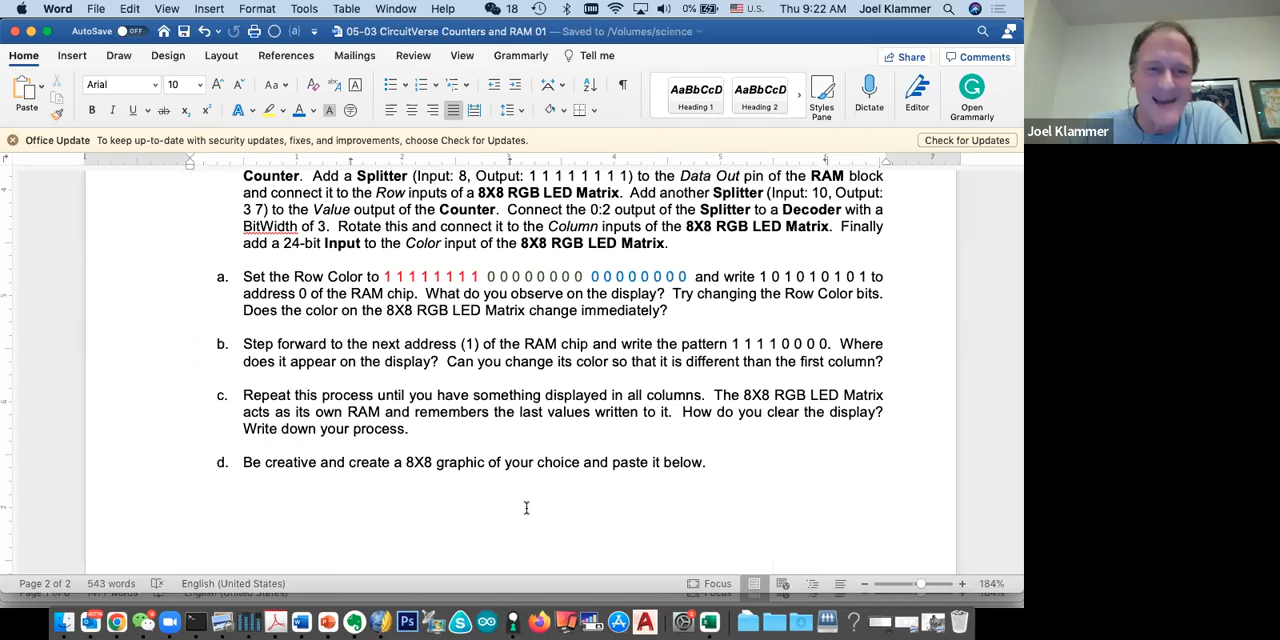 Word File Edit View Insert Format Tools Table Window Help 18 0% U.S. Thu 9:22 AM Joel Klammer
AutoSave OFF 05-03 CircuitVerse Counters and RAM 01 — Saved to /Volumes/science
Home Insert Draw Design Layout References Mailings Review View Acrobat Tell me Share Comments
Paste Arial 10 AaBbCcD Heading 1 AaBbCcD Heading 2 Styles Pane Dictate Editor Open Grammarly
Joel Klammer
Office Update To keep up-to-date with security updates, fixes, and improvements, choose Check for Updates. Check for Updates
1 2 3 4 5 6 7
Counter. Add a Splitter (Input: 8, Output: 1 1 1 1 1 1 1 1) to the Data Out pin of the RAM block
and connect it to the Row inputs of a 8X8 RGB LED Matrix. Add another Splitter (Input: 10, Output:
3 7) to the Value output of the Counter. Connect the 0:2 output of the Splitter to a Decoder with a
BitWidth of 3. Rotate this and connect it to the Column inputs of the 8X8 RGB LED Matrix. Finally
add a 24-bit Input to the Color input of the 8X8 RGB LED Matrix.
a. Set the Row Color to 1 1 1 1 1 1 1 1 0 0 0 0 0 0 0 0 0 0 0 0 0 0 0 0 and write 1 0 1 0 1 0 1 0 1 to
address 0 of the RAM chip. What do you observe on the display? Try changing the Row Color bits.
Does the color on the 8X8 RGB LED Matrix change immediately?
b. Step forward to the next address (1) of the RAM chip and write the pattern 1 1 1 1 0 0 0 0. Where
does it appear on the display? Can you change its color so that it is different than the first column?
c. Repeat this process until you have something displayed in all columns. The 8X8 RGB LED Matrix
acts as its own RAM and remembers the last values written to it. How do you clear the display?
Write down your process.
d. Be creative and create a 8X8 graphic of your choice and paste it below.
Page 2 of 2 543 words English (United States) Focus 184%